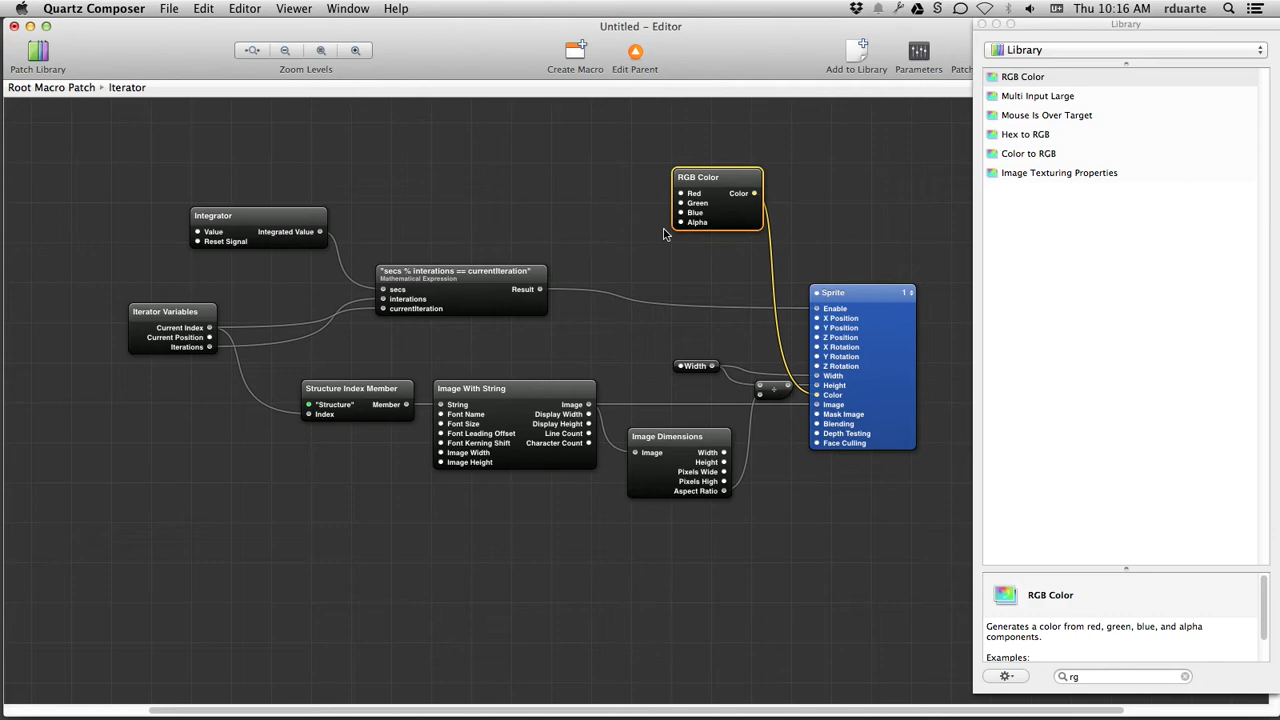 Quartz Composer File Edit Editor Viewer Window Help Thu 10:16 AM rduarte
Untitled - Editor
Library
Patch Library
Zoom Levels
Create Macro
Edit Parent
Add to Library
Parameters
Patch
Library
Root Macro Patch Iterator
RGB Color
Multi Input Large
Mouse Is Over Target
Hex to RGB
Color to RGB
Image Texturing Properties
RGB Color
Red Color
Green
Blue
Alpha
Integrator
Value Integrated Value
Reset Signal
"secs % interations == currentIteration"
Mathematical Expression
secs Result
interations
currentIteration
Iterator Variables
Current Index
Current Position
Iterations
Sprite 1
Enable
X Position
Y Position
Z Position
X Rotation
Y Rotation
Z Rotation
Width
Height
Color
Image
Mask Image
Blending
Depth Testing
Face Culling
Width
÷
Structure Index Member
"Structure" Member
Index
Image With String
String Image
Font Name Display Width
Font Size Display Height
Font Leading Offset Line Count
Font Kerning Shift Character Count
Image Width
Image Height
Image Dimensions
Image Width
Height
Pixels Wide
Pixels High
Aspect Ratio
RGB Color
Generates a color from red, green, blue, and alpha
components.
Examples:
rg